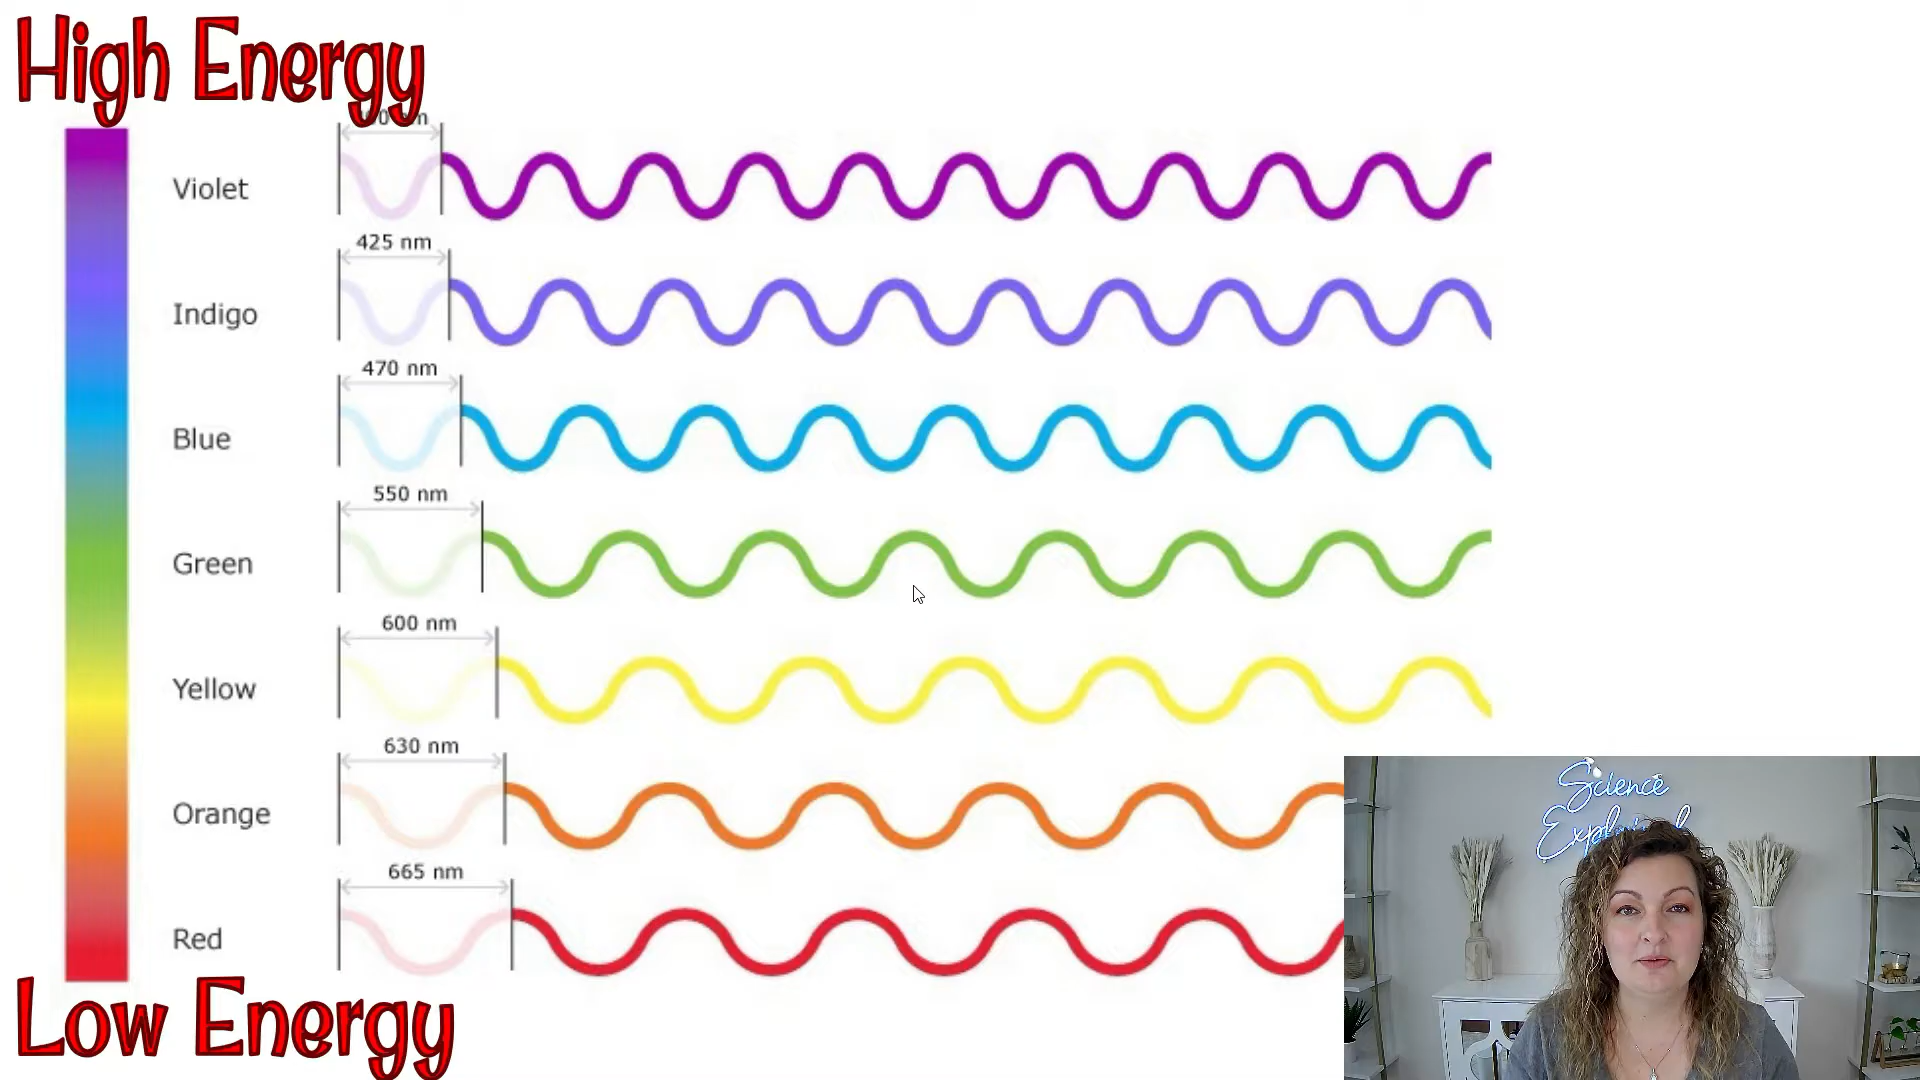 High Energy
Violet
425 nm
Indigo
470 nm
Blue
550 nm
Green
600 nm
Yellow
630 nm
Orange
665 nm
Red
Low Energy
Science